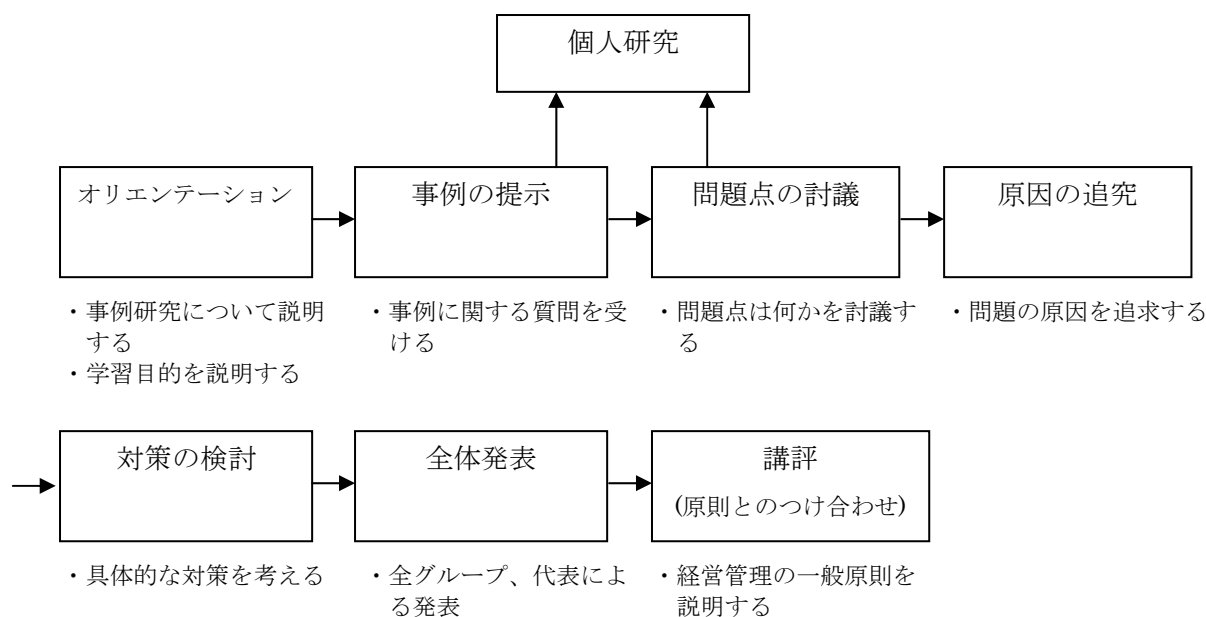 個人研究
オリエンテーション
事例の提示
問題点の討議
原因の追究
・事例研究について説明
する
・学習目的を説明する
・事例に関する質問を受
ける
・問題点は何かを討議す
る
・問題の原因を追求する
対策の検討
全体発表
講評
(原則とのつけ合わせ)
・具体的な対策を考える
・全グループ、代表によ
る発表
・経営管理の一般原則を
説明する